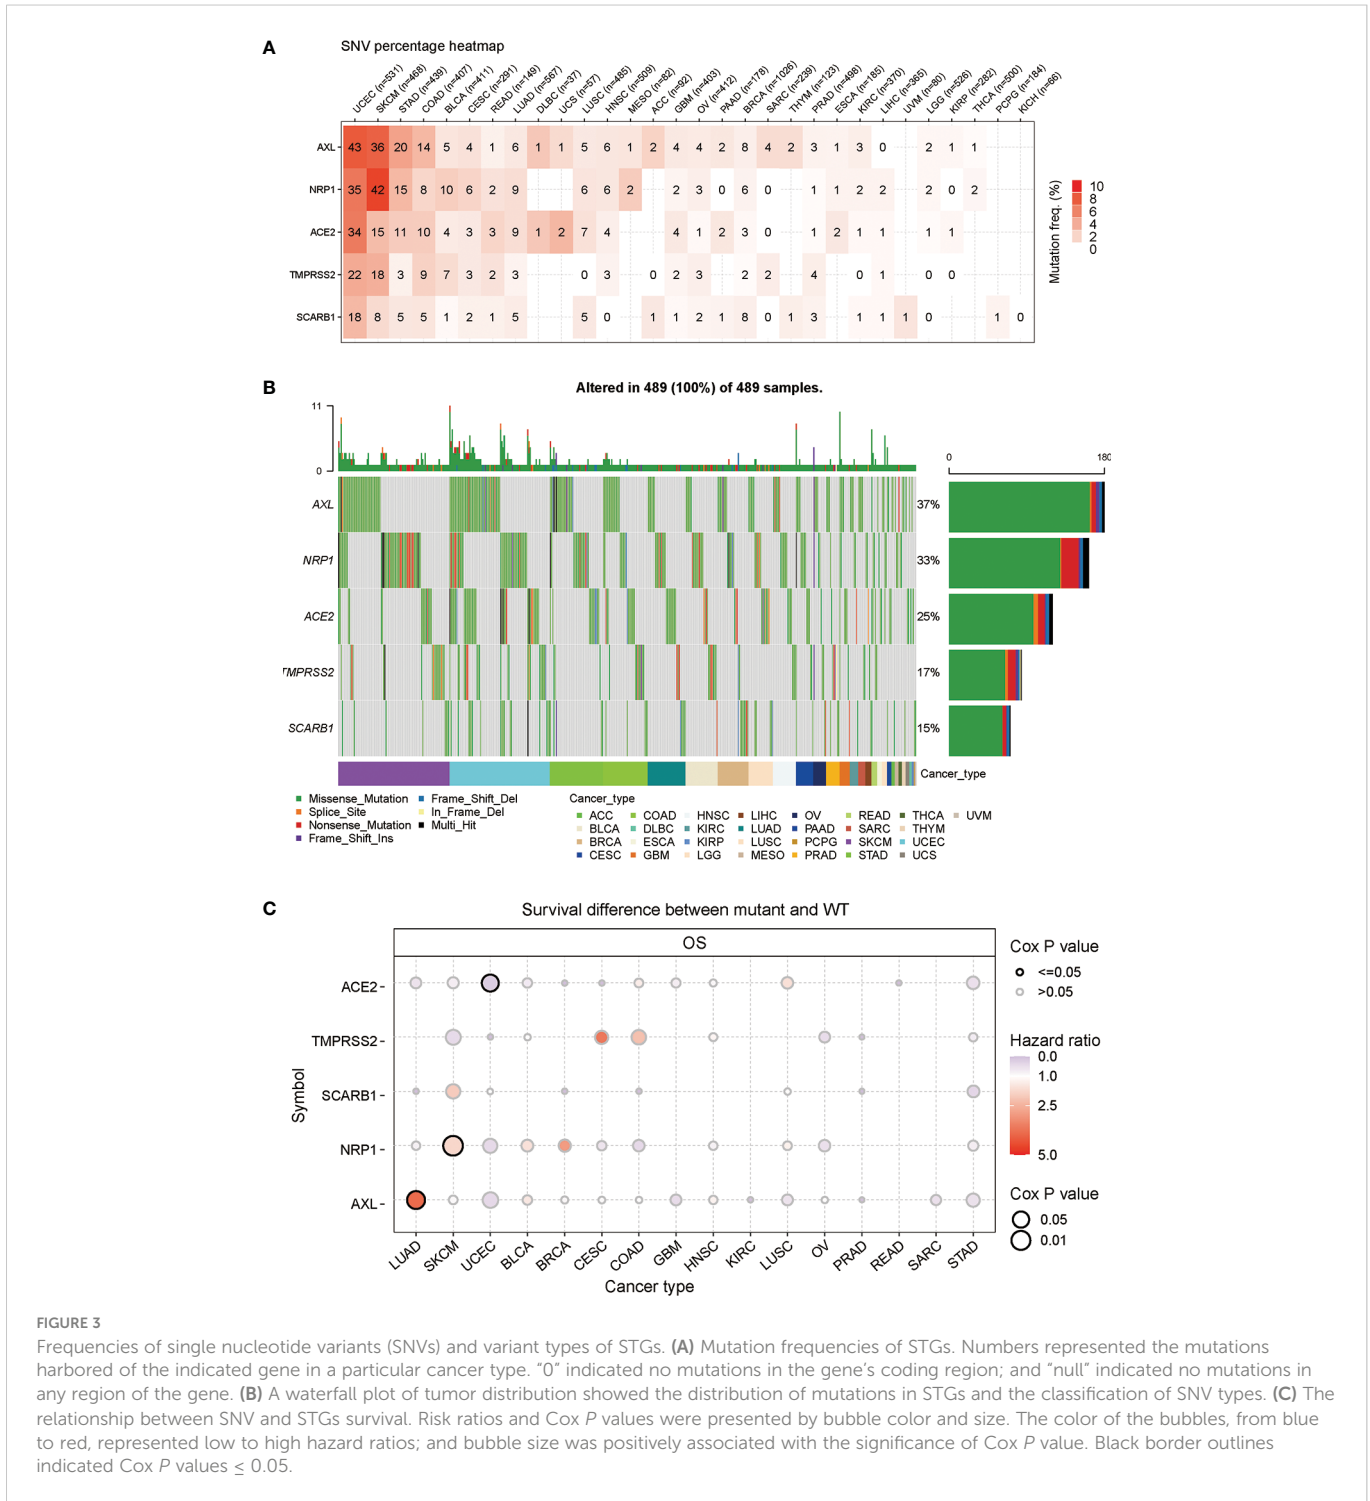 A
SNV percentage heatmap
UCEC (n=531) SKCM (n=468) STAD (n=439) COAD (n=407) BLCA (n=411) CESC (n=291) READ (n=149) LUAD (n=567) DLBC (n=37) UCS (n=57) LUSC (n=485) HNSC (n=509) MESO (n=82) ACC (n=92) GBM (n=403) OV (n=412) PAAD (n=178) BRCA (n=1026) SARC (n=239) THYM (n=123) PRAD (n=498) ESCA (n=185) KIRC (n=370) LIHC (n=365) UVM (n=80) LGG (n=526) KIRP (n=282) THCA (n=500) PCPG (n=184) KICH (n=66)
AXL 43 36 20 14 5 4 1 6 1 1 5 6 1 2 4 4 2 8 4 2 3 1 3 0 2 1 1
NRP1 35 42 15 8 10 6 2 9 6 6 2 2 3 0 6 0 1 1 2 2 2 0 2
ACE2 34 15 11 10 4 3 3 9 1 2 7 4 4 1 2 3 0 1 2 1 1 1 1
TMPRSS2 22 18 3 9 7 3 2 3 0 3 0 2 3 2 2 4 0 1 0 0
SCARB1 18 8 5 5 1 2 1 5 5 0 1 1 2 1 8 0 1 3 1 1 1 0 1 0
Mutation freq. (%)
10
8
6
4
2
0
B
Altered in 489 (100%) of 489 samples.
11
0
0 180
AXL 37%
NRP1 33%
ACE2 25%
TMPRSS2 17%
SCARB1 15%
Cancer_type
Missense_Mutation Frame_Shift_Del
Splice_Site In_Frame_Del
Nonsense_Mutation Multi_Hit
Frame_Shift_Ins
Cancer_type
ACC COAD HNSC LIHC OV READ THCA UVM
BLCA DLBC KIRC LUAD PAAD SARC THYM
BRCA ESCA KIRP LUSC PCPG SKCM UCEC
CESC GBM LGG MESO PRAD STAD UCS
C
Survival difference between mutant and WT
OS
Symbol
ACE2
TMPRSS2
SCARB1
NRP1
AXL
LUAD SKCM UCEC BLCA BRCA CESC COAD GBM HNSC KIRC LUSC OV PRAD READ SARC STAD
Cancer type
Cox P value
<=0.05
>0.05
Hazard ratio
0.0
1.0
2.5
5.0
Cox P value
0.05
0.01
FIGURE 3
Frequencies of single nucleotide variants (SNVs) and variant types of STGs. (A) Mutation frequencies of STGs. Numbers represented the mutations
harbored of the indicated gene in a particular cancer type. “0” indicated no mutations in the gene’s coding region; and “null” indicated no mutations in
any region of the gene. (B) A waterfall plot of tumor distribution showed the distribution of mutations in STGs and the classification of SNV types. (C) The
relationship between SNV and STGs survival. Risk ratios and Cox P values were presented by bubble color and size. The color of the bubbles, from blue
to red, represented low to high hazard ratios; and bubble size was positively associated with the significance of Cox P value. Black border outlines
indicated Cox P values ≤ 0.05.